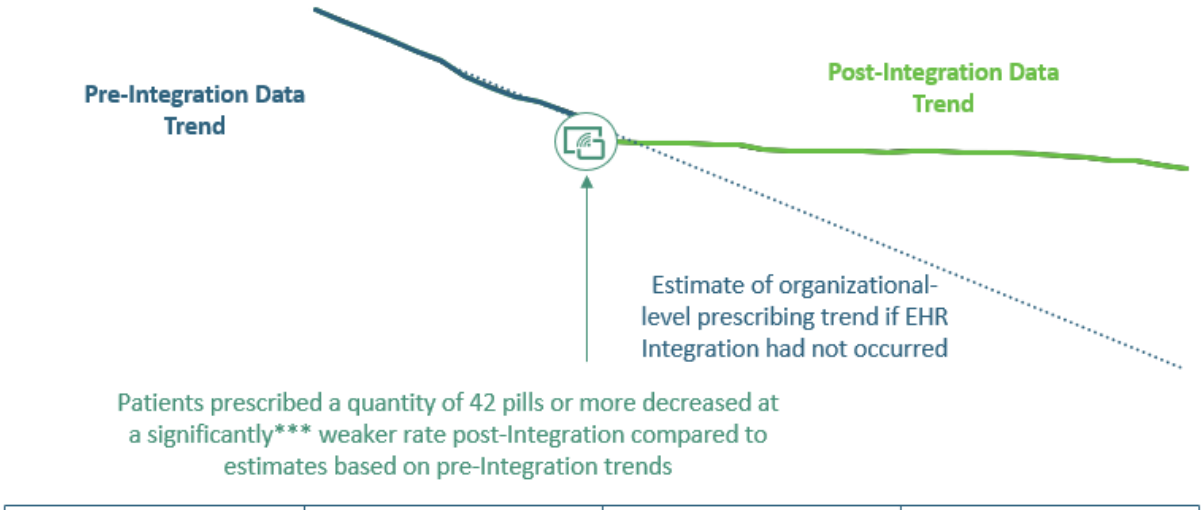 Pre-Integration Data
Trend
Post-Integration Data
Trend
Estimate of organizational-
level prescribing trend if EHR
Integration had not occurred
Patients prescribed a quantity of 42 pills or more decreased at
a significantly*** weaker rate post-Integration compared to
estimates based on pre-Integration trends